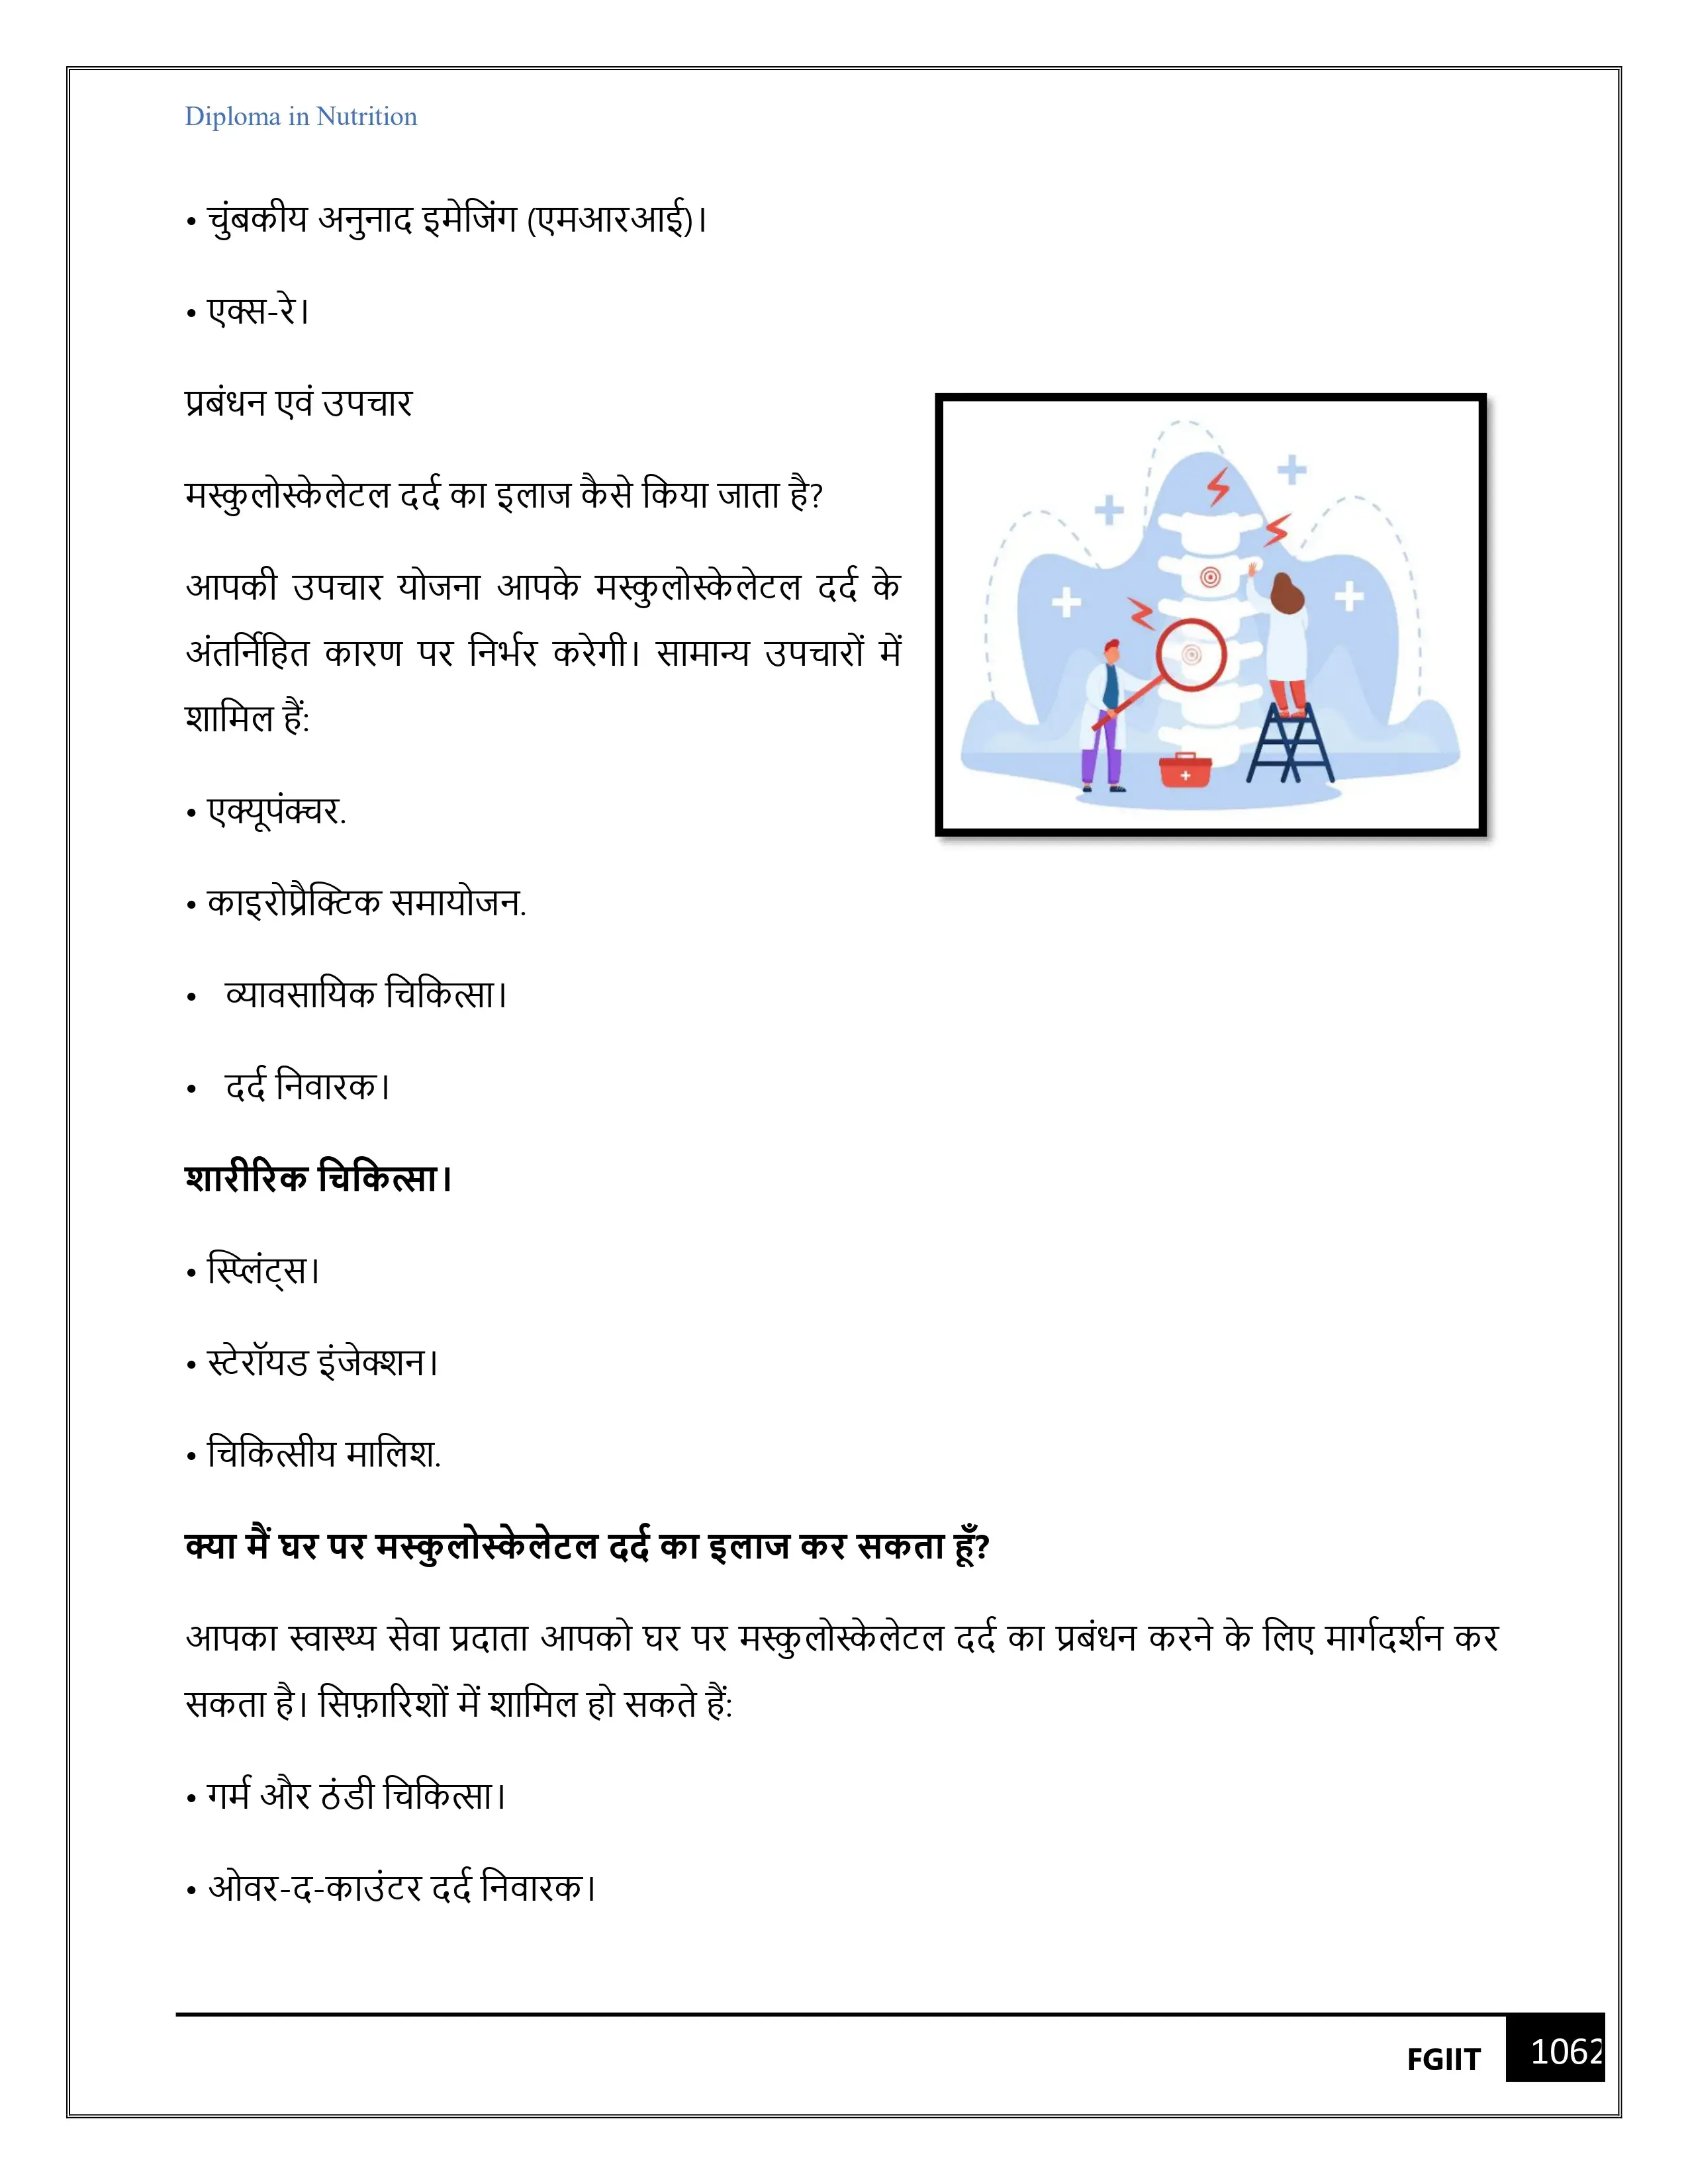 Diploma in Nutrition
• चुंबकीय अनुनाद इमेजिंग (एमआरआई)।
• एक्स-रे।
प्रबंधन एवं उपचार
मस्कुलोस्केलेटल दर्द का इलाज कैसे किया जाता है?
आपकी उपचार योजना आपके मस्कुलोस्केलेटल दर्द के
अंतर्निहित कारण पर निर्भर करेगी। सामान्य उपचारों में
शामिल हैं:
• एक्यूपंक्चर.
• काइरोप्रैक्टिक समायोजन.
• व्यावसायिक चिकित्सा।
• दर्द निवारक।
शारीरिक चिकित्सा।
• स्प्लिंट्स।
• स्टेरॉयड इंजेक्शन।
• चिकित्सीय मालिश.
क्या मैं घर पर मस्कुलोस्केलेटल दर्द का इलाज कर सकता हूँ?
आपका स्वास्थ्य सेवा प्रदाता आपको घर पर मस्कुलोस्केलेटल दर्द का प्रबंधन करने के लिए मार्गदर्शन कर
सकता है। सिफ़ारिशों में शामिल हो सकते हैं:
• गर्म और ठंडी चिकित्सा।
• ओवर-द-काउंटर दर्द निवारक।
FGIIT 1062